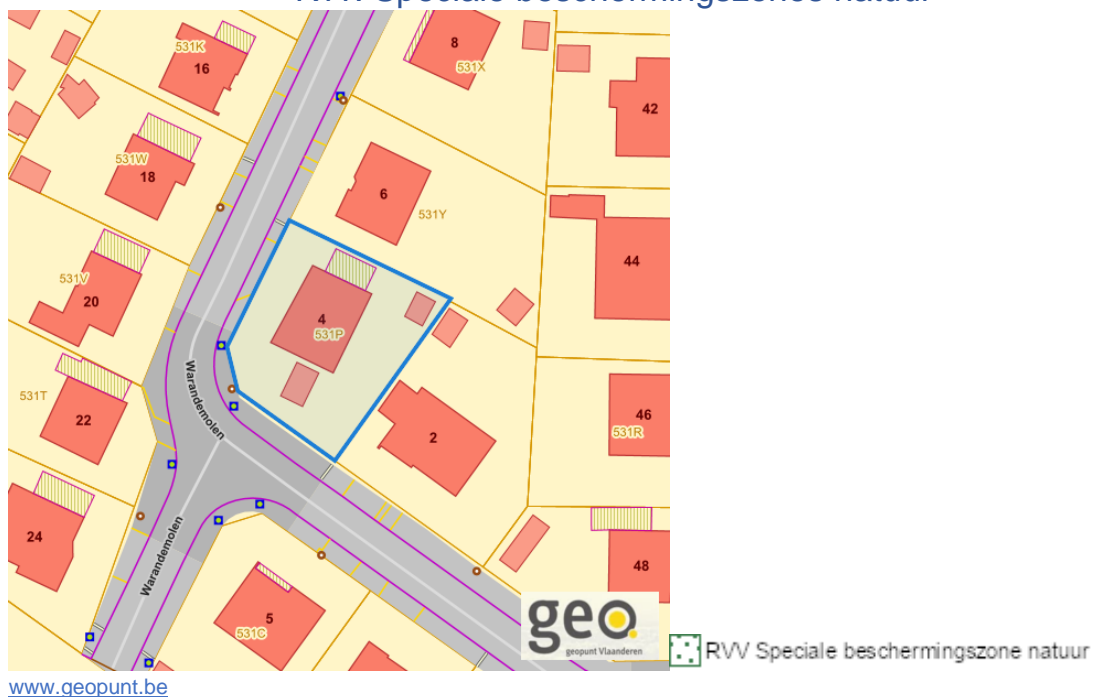 RVV Speciale beschermingszones natuur
8
531K
531X
16
42
531W
18
6
531Y
44
531V
20
4
531P
Warandemolen
531T
22
2
46
531R
24
Warandemolen
48
5
531C
geo.
geopunt Vlaanderen
RVV Speciale beschermingszone natuur
www.geopunt.be